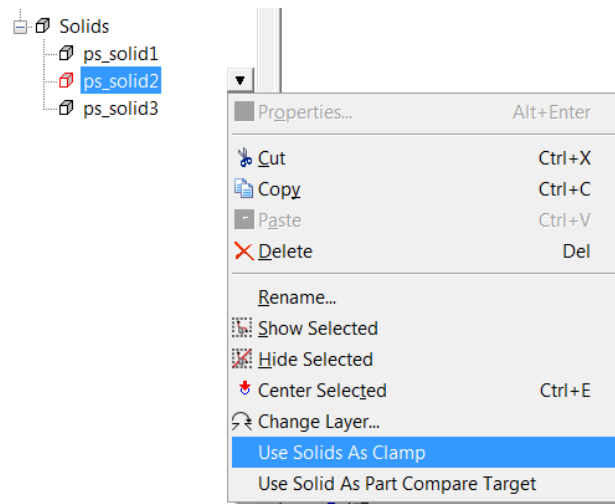 Solids
ps_solid1
ps_solid2
ps_solid3
Properties... Alt+Enter
Cut Ctrl+X
Copy Ctrl+C
Paste Ctrl+V
Delete Del
Rename...
Show Selected
Hide Selected
Center Selected Ctrl+E
Change Layer...
Use Solids As Clamp
Use Solid As Part Compare Target